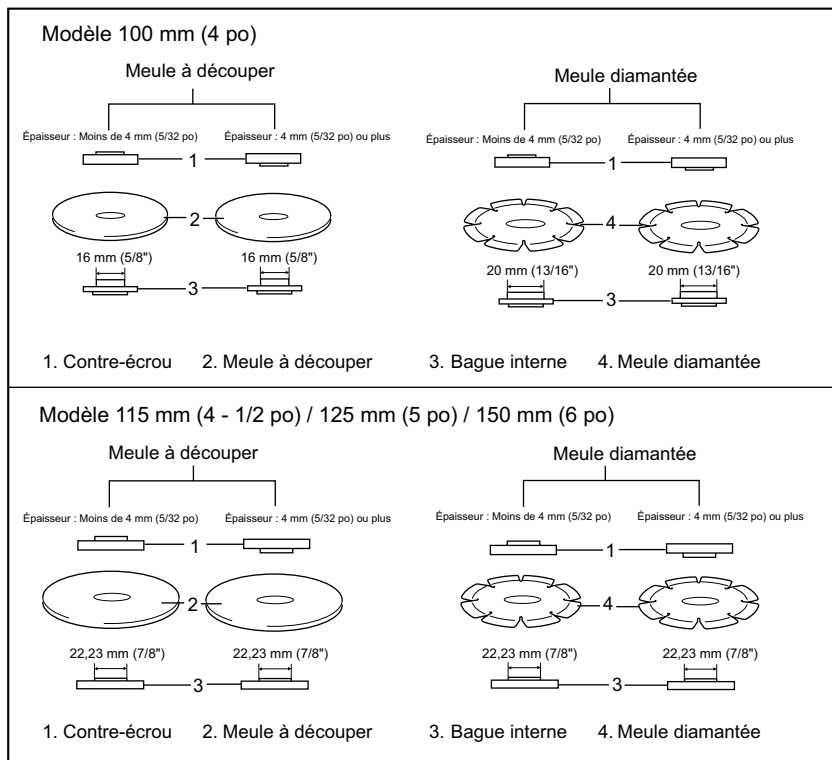 Modèle 100 mm (4 po)
Meule à découper
Épaisseur : Moins de 4 mm (5/32 po) Épaisseur : 4 mm (5/32 po) ou plus
1
2
16 mm (5/8") 16 mm (5/8")
3
Meule diamantée
Épaisseur : Moins de 4 mm (5/32 po) Épaisseur : 4 mm (5/32 po) ou plus
1
4
20 mm (13/16") 20 mm (13/16")
3
1. Contre-écrou 2. Meule à découper 3. Bague interne 4. Meule diamantée
Modèle 115 mm (4 - 1/2 po) / 125 mm (5 po) / 150 mm (6 po)
Meule à découper
Épaisseur : Moins de 4 mm (5/32 po) Épaisseur : 4 mm (5/32 po) ou plus
1
2
22,23 mm (7/8") 22,23 mm (7/8")
3
Meule diamantée
Épaisseur : Moins de 4 mm (5/32 po) Épaisseur : 4 mm (5/32 po) ou plus
1
4
22,23 mm (7/8") 22,23 mm (7/8")
3
1. Contre-écrou 2. Meule à découper 3. Bague interne 4. Meule diamantée